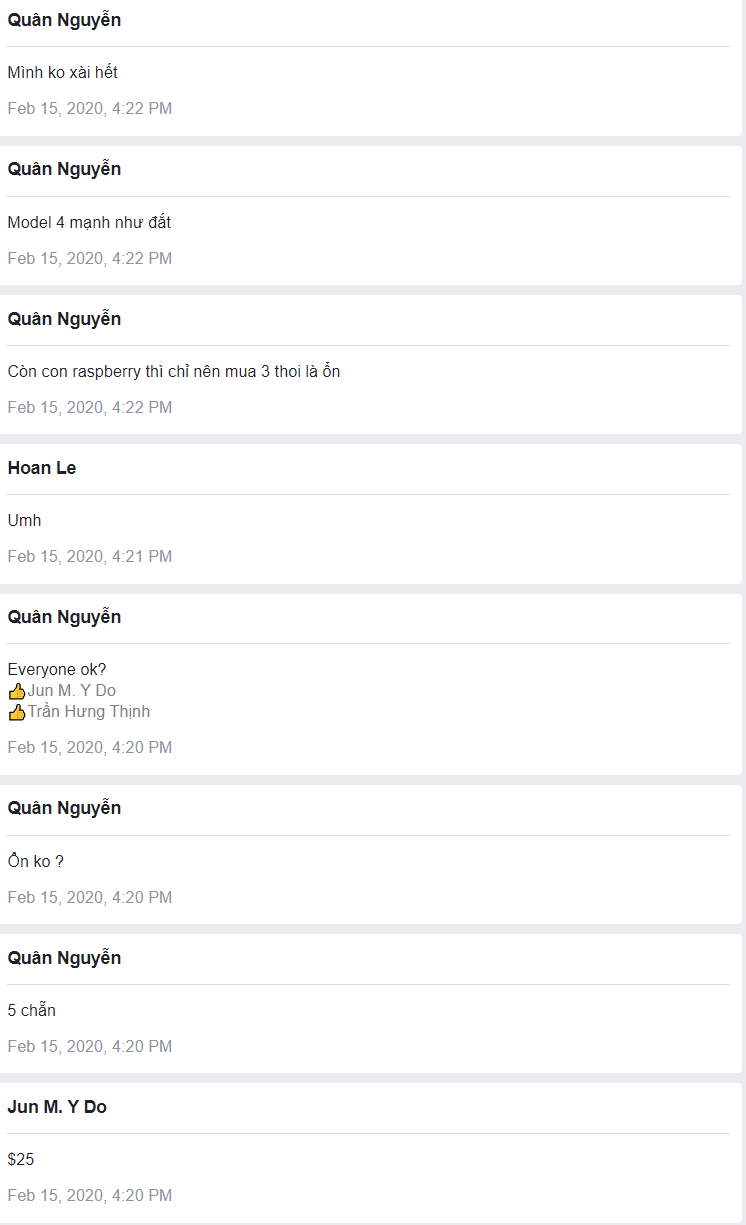 Quân Nguyễn
Mình ko xài hết
Feb 15, 2020, 4:22 PM
Quân Nguyễn
Model 4 mạnh như đắt
Feb 15, 2020, 4:22 PM
Quân Nguyễn
Còn con raspberry thì chỉ nên mua 3 thoi là ổn
Feb 15, 2020, 4:22 PM
Hoan Le
Umh
Feb 15, 2020, 4:21 PM
Quân Nguyễn
Everyone ok?
👍Jun M. Y Do
👍Trần Hưng Thịnh
Feb 15, 2020, 4:20 PM
Quân Nguyễn
Ổn ko ?
Feb 15, 2020, 4:20 PM
Quân Nguyễn
5 chẵn
Feb 15, 2020, 4:20 PM
Jun M. Y Do
$25
Feb 15, 2020, 4:20 PM